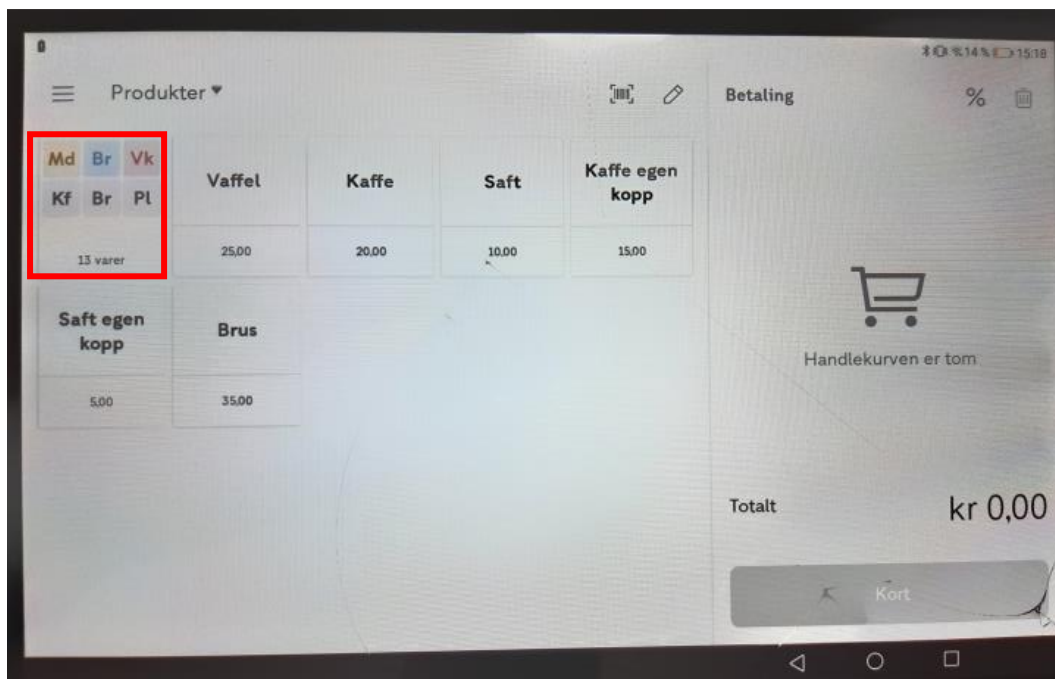 14 % 15:18
Produkter
Betaling
%
Md Br Vk
Kf Br Pl
13 varer
Vaffel
25,00
Kaffe
20,00
Saft
10,00
Kaffe egen
kopp
15,00
Saft egen
kopp
5,00
Brus
35,00
Handlekurven er tom
Totalt
kr 0,00
Kort